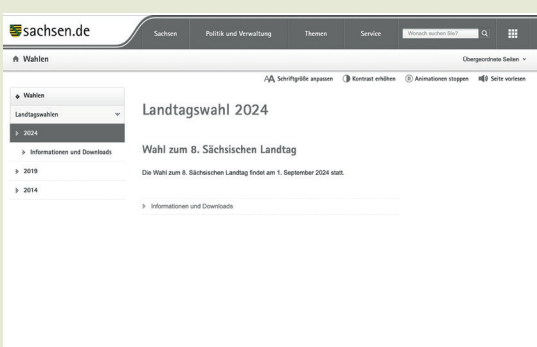 sachsen.de
Sachsen Politik und Verwaltung Themen Service Wonach suchen Sie?
Wahlen Übergeordnete Seiten
Schriftgröße anpassen Kontrast erhöhen Animationen stoppen Seite vorlesen
Wahlen
Landtagswahlen
2024
Informationen und Downloads
2019
2014
Landtagswahl 2024
Wahl zum 8. Sächsischen Landtag
Die Wahl zum 8. Sächsischen Landtag findet am 1. September 2024 statt.
Informationen und Downloads